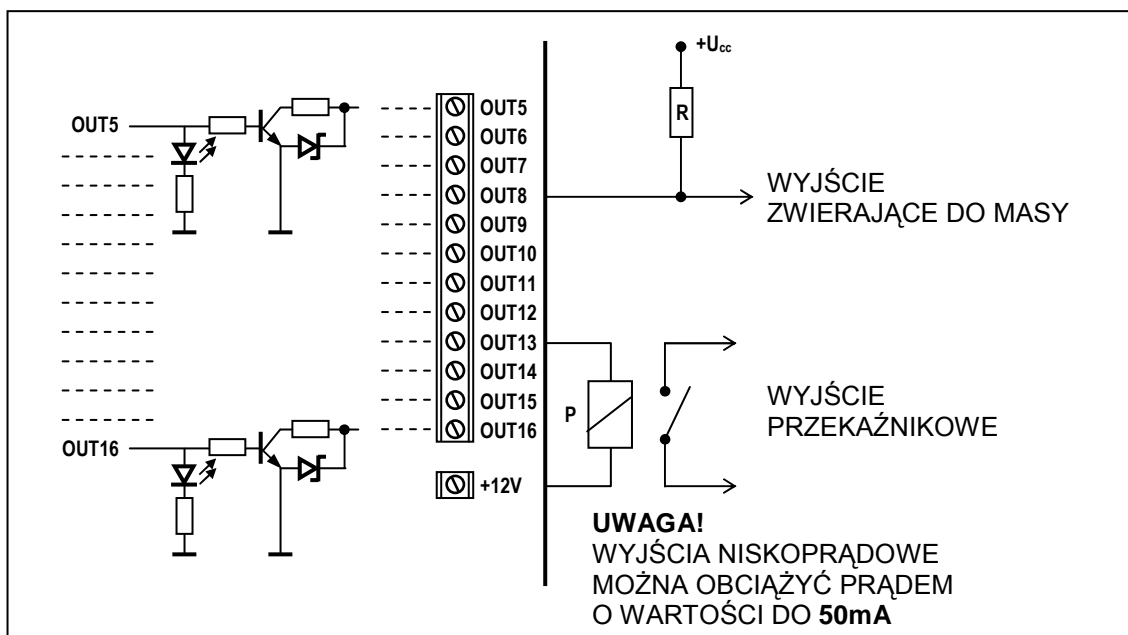 +Ucc
OUT5
OUT5
OUT6
OUT7
OUT8
OUT9
OUT10
OUT11
OUT12
OUT13
OUT14
OUT15
OUT16
+12V
OUT16
R
WYJŚCIE
ZWIERAJĄCE DO MASY
P
WYJŚCIE
PRZEKAŹNIKOWE
UWAGA!
WYJŚCIA NISKOPRĄDOWE
MOŻNA OBCIĄŻYĆ PRĄDEM
O WARTOŚCI DO 50mA